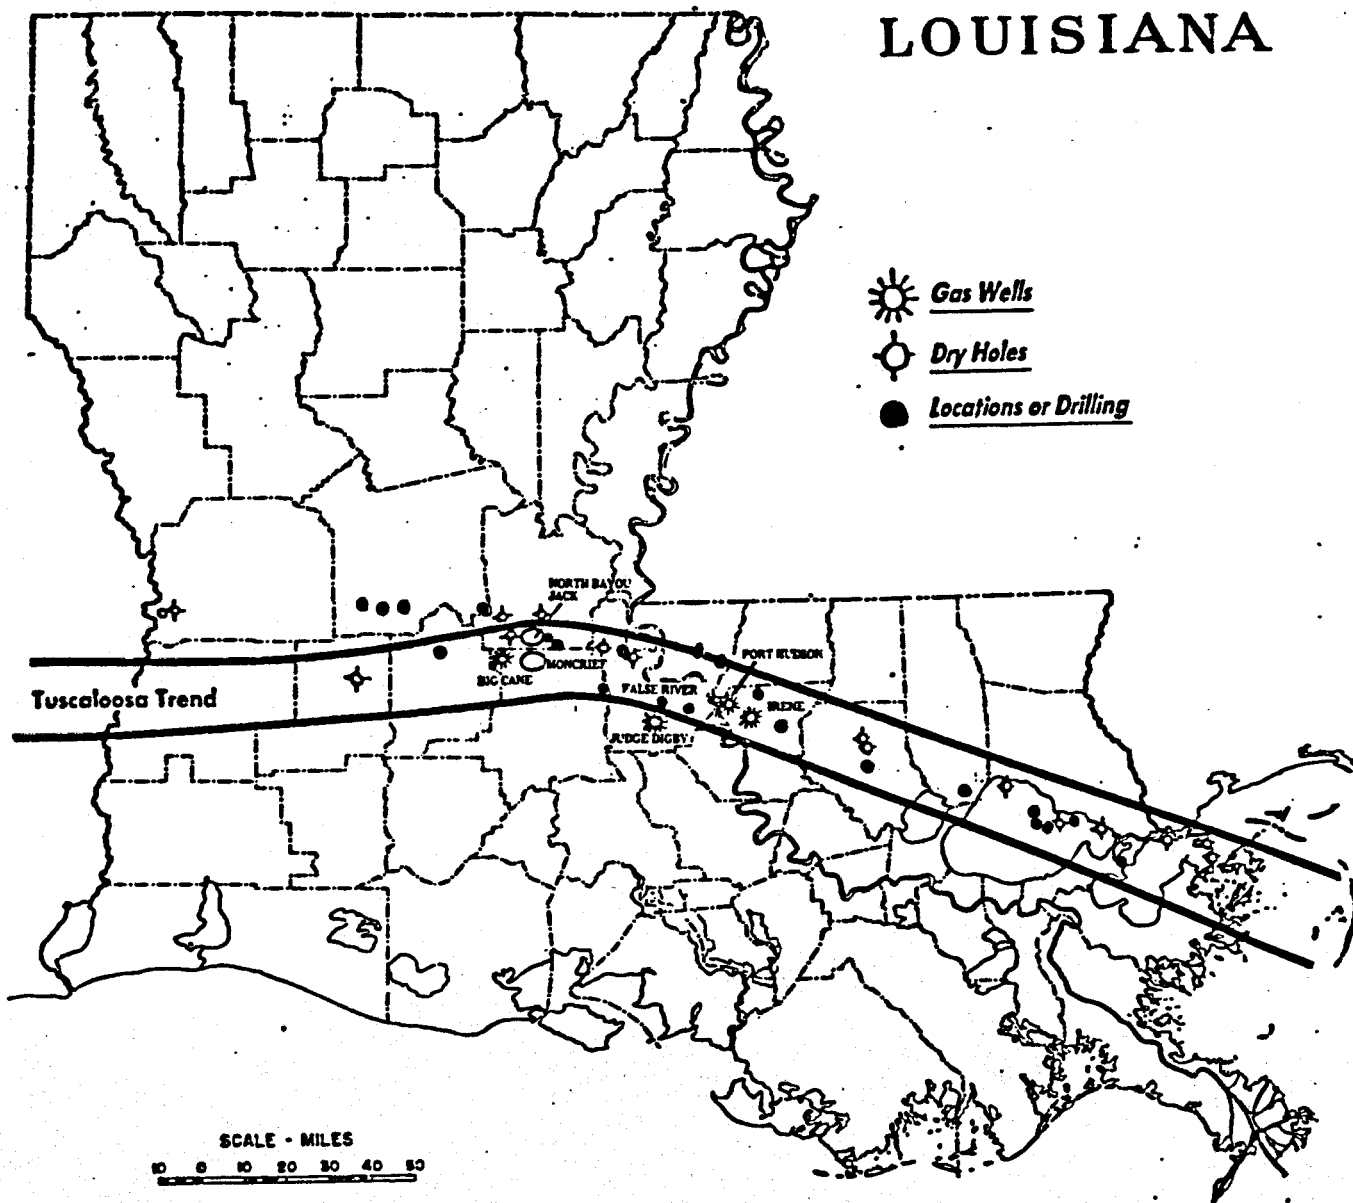 LOUISIANA
Gas Wells
Dry Holes
Locations or Drilling
NORTH BAYOU
JACK
PORT HUDSON
MONCRIEF
BIG CANE
FALSE RIVER
IRENE
Tuscaloosa Trend
JUDGE DIGBY
SCALE - MILES
10 0 10 20 30 40 50